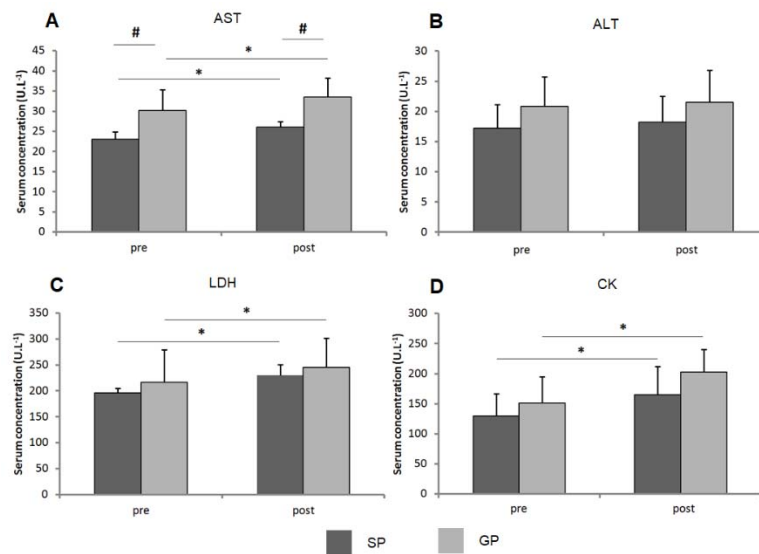 A
AST
#
#
*
*
Serum concentration (U.L⁻¹)
45
40
35
30
25
20
15
10
5
0
pre
post
B
ALT
Serum concentration (U.L⁻¹)
30
25
20
15
10
5
0
pre
post
C
LDH
*
*
Serum concentration (U.L⁻¹)
350
300
250
200
150
100
50
0
pre
post
D
CK
*
*
Serum concentration (U.L⁻¹)
300
250
200
150
100
50
0
pre
post
SP
GP